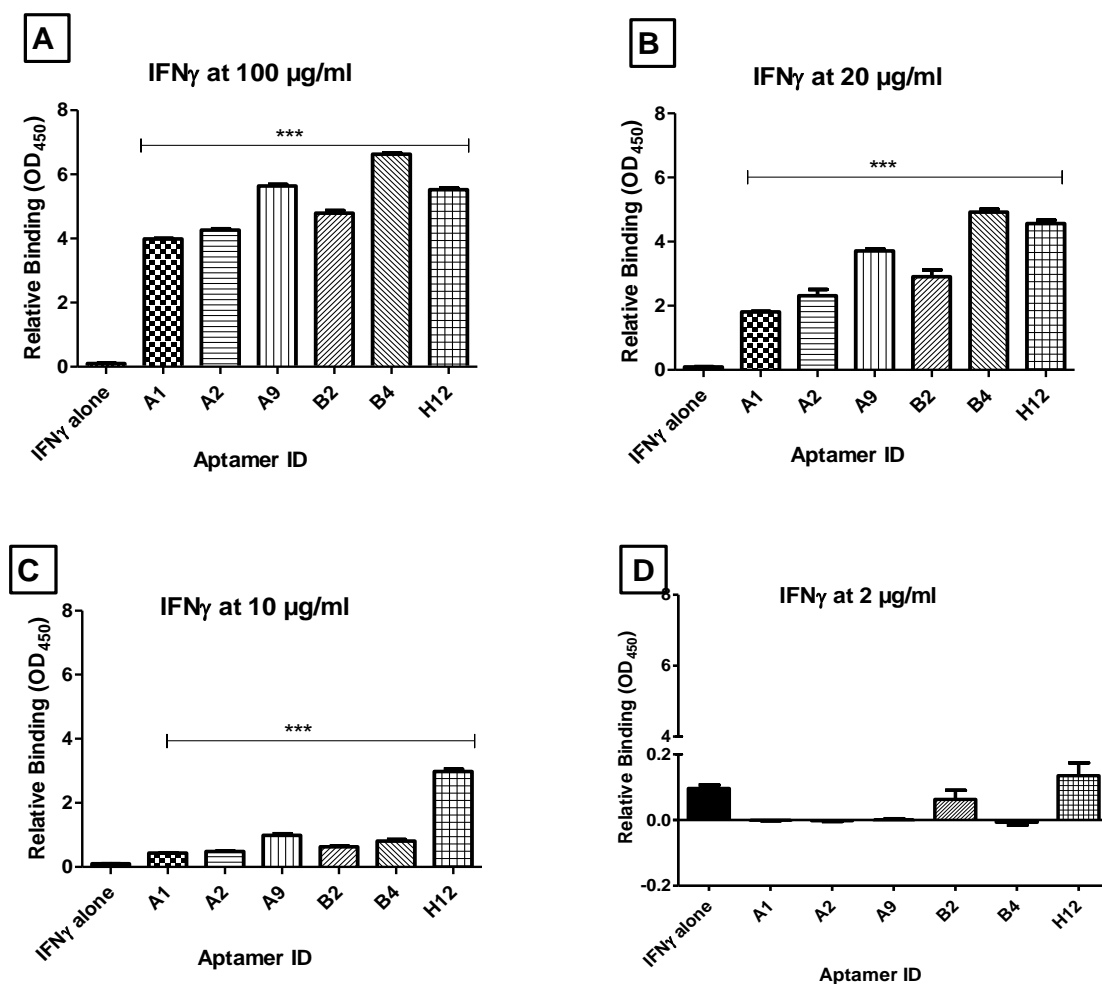 A
IFNγ at 100 µg/ml
Relative Binding (OD450)
8
6
4
2
0
***
IFNγ alone
A1
A2
A9
B2
B4
H12
Aptamer ID
B
IFNγ at 20 µg/ml
Relative Binding (OD450)
8
6
4
2
0
***
IFNγ alone
A1
A2
A9
B2
B4
H12
Aptamer ID
C
IFNγ at 10 µg/ml
Relative Binding (OD450)
8
6
4
2
0
***
IFNγ alone
A1
A2
A9
B2
B4
H12
Aptamer ID
D
IFNγ at 2 µg/ml
Relative Binding (OD450)
8
6
4
0.2
0.0
-0.2
IFNγ alone
A1
A2
A9
B2
B4
H12
Aptamer ID